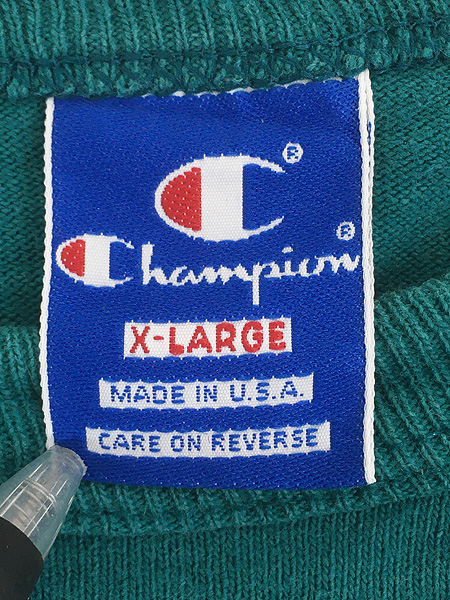 ®
Champion®
X-LARGE
MADE IN U.S.A.
CARE ON REVERSE